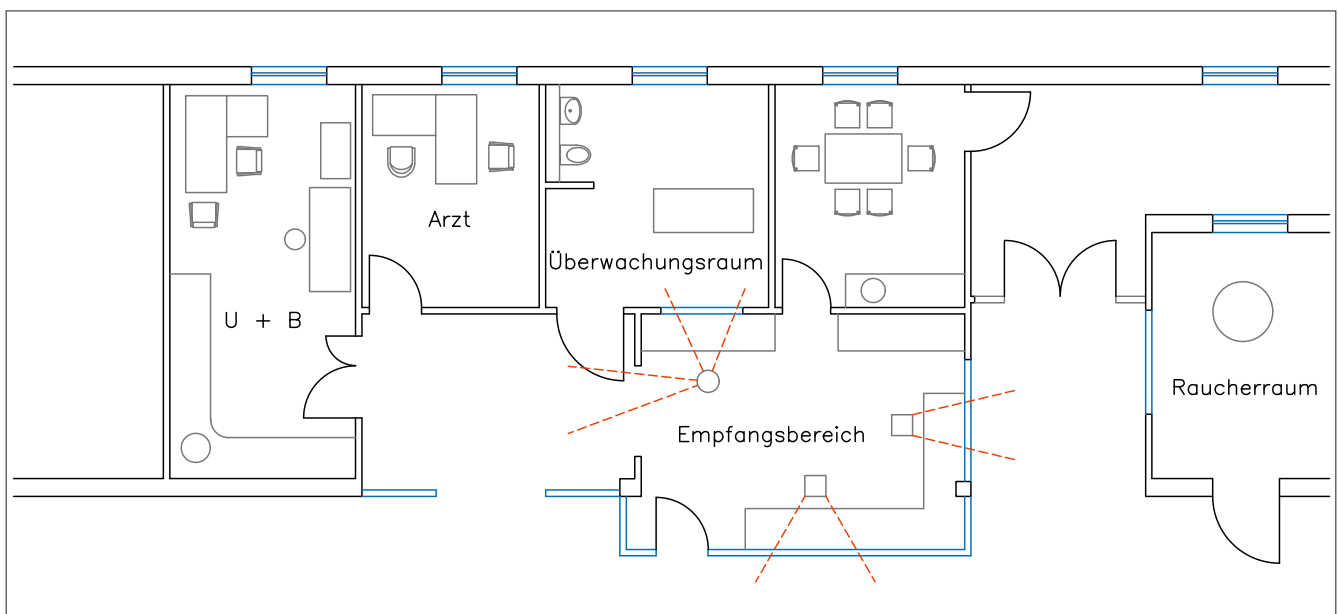 Arzt
Überwachungsraum
U + B
Raucherraum
Empfangsbereich